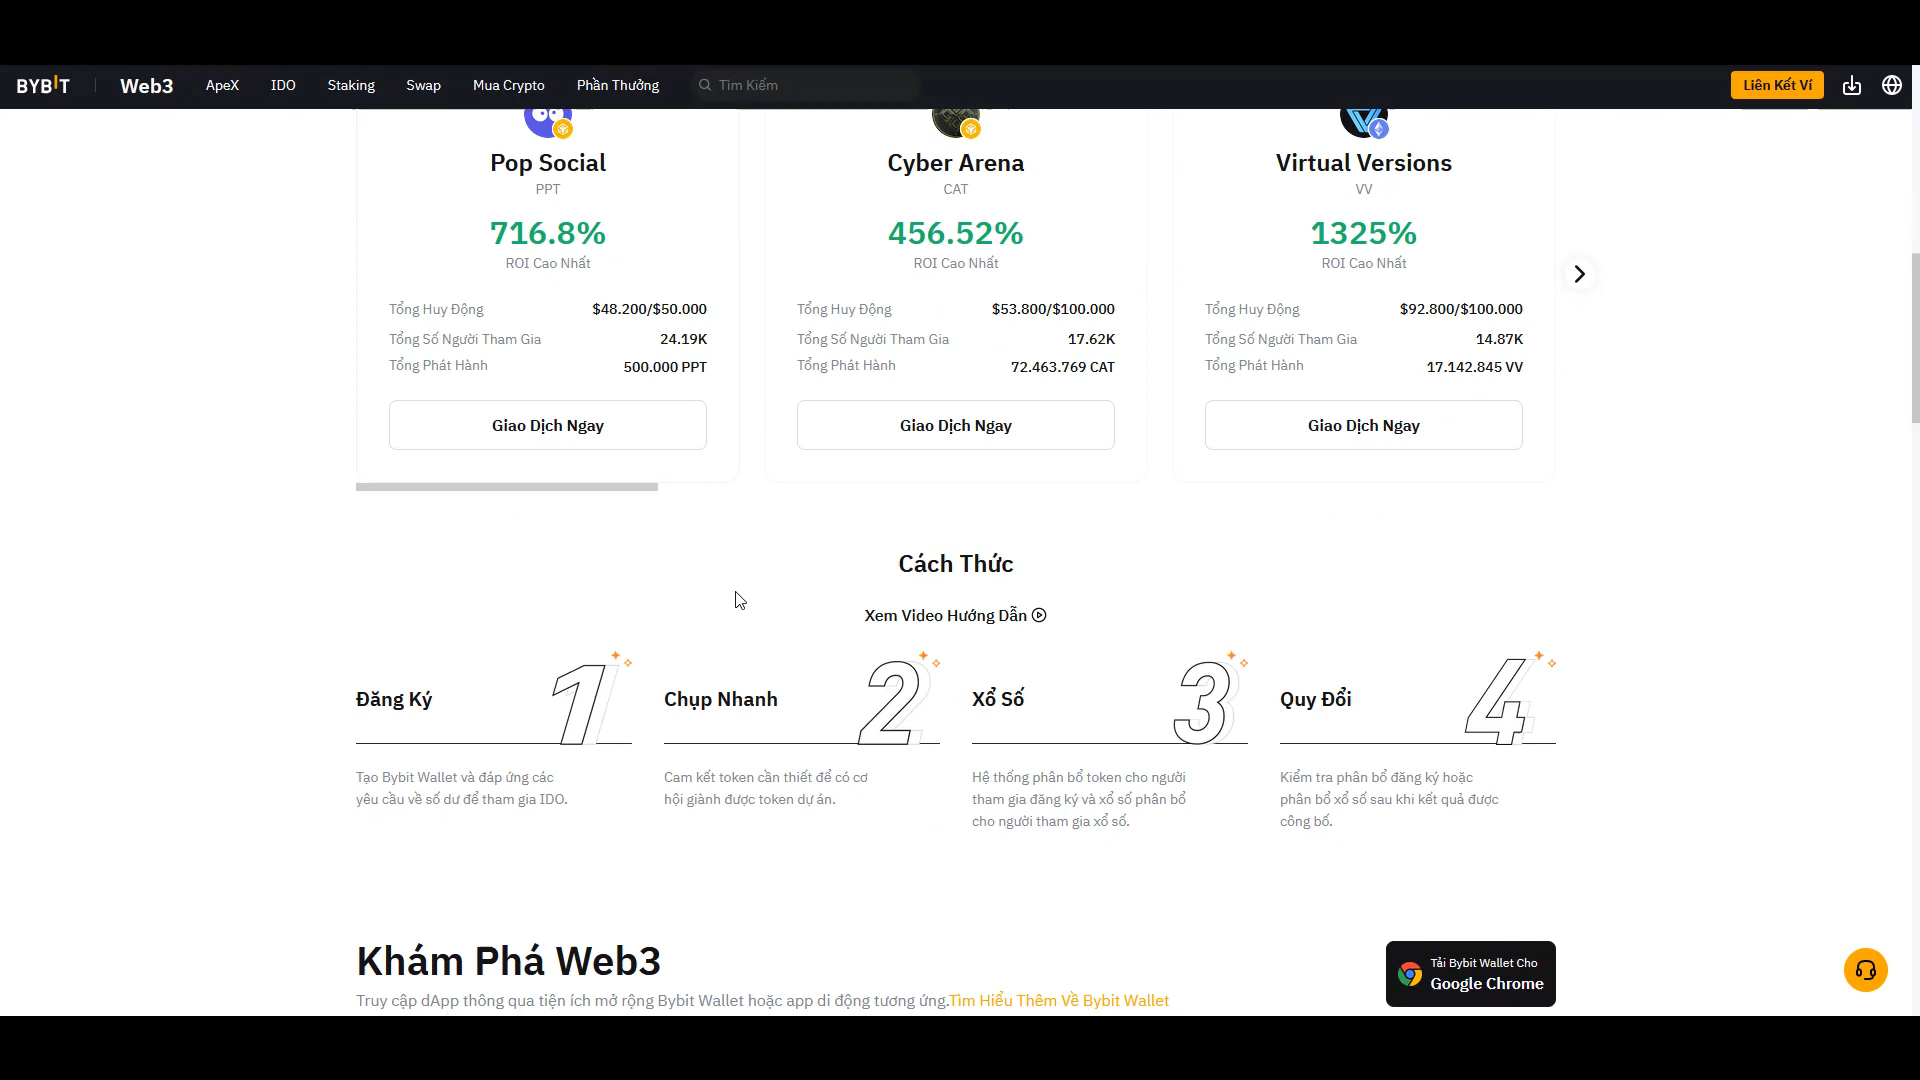 BYBIT Web3 ApeX IDO Staking Swap Mua Crypto Phần Thưởng Tìm Kiếm Liên Kết Ví
Pop Social Cyber Arena Virtual Versions
PPT CAT VV
716.8% 456.52% 1325%
ROI Cao Nhất ROI Cao Nhất ROI Cao Nhất
Tổng Huy Động $48.200/$50.000 Tổng Huy Động $53.800/$100.000 Tổng Huy Động $92.800/$100.000
Tổng Số Người Tham Gia 24.19K Tổng Số Người Tham Gia 17.62K Tổng Số Người Tham Gia 14.87K
Tổng Phát Hành 500.000 PPT Tổng Phát Hành 72.463.769 CAT Tổng Phát Hành 17.142.845 VV
Giao Dịch Ngay Giao Dịch Ngay Giao Dịch Ngay
Cách Thức
Xem Video Hướng Dẫn
Đăng Ký 1 Chụp Nhanh 2 Xổ Số 3 Quy Đổi 4
Tạo Bybit Wallet và đáp ứng các
yêu cầu về số dư để tham gia IDO.
Cam kết token cần thiết để có cơ
hội giành được token dự án.
Hệ thống phân bổ token cho người
tham gia đăng ký và xổ số phân bổ
cho người tham gia xổ số.
Kiểm tra phân bổ đăng ký hoặc
phân bổ xổ số sau khi kết quả được
công bố.
Khám Phá Web3
Truy cập dApp thông qua tiện ích mở rộng Bybit Wallet hoặc app di động tương ứng.Tìm Hiểu Thêm Về Bybit Wallet
Tải Bybit Wallet Cho
Google Chrome